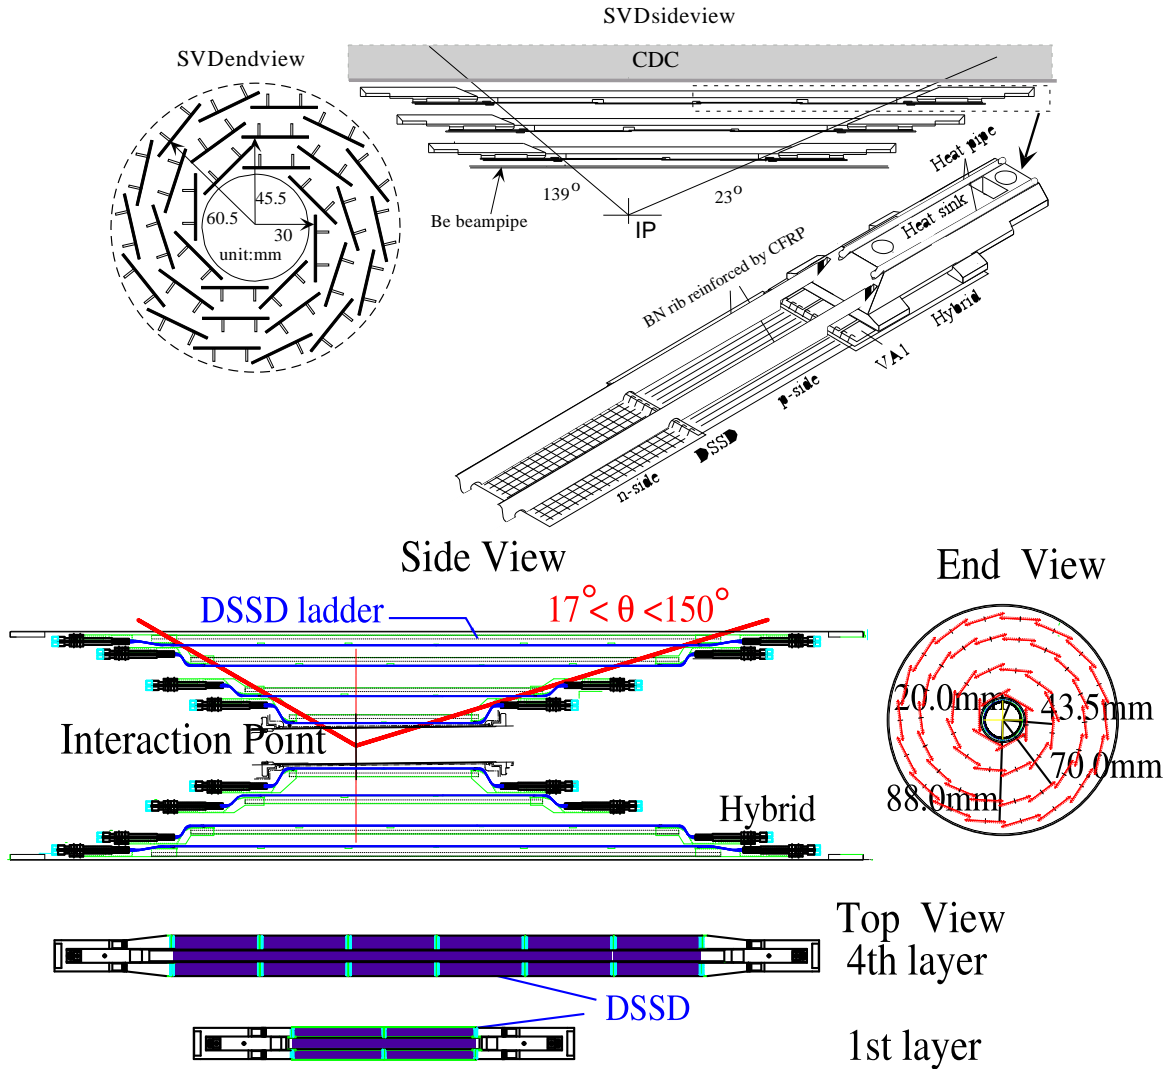 SVDsideview
SVDendview
CDC
45.5
60.5
30
unit:mm
139°
23°
Be beampipe
IP
Heat pipe
Heat sink
BN rib reinforced by CFRP
Hybrid
VA1
p-side
DSSD
n-side
Side View
End View
DSSD ladder
17°< θ <150°
20.0mm
43.5mm
Interaction Point
70.0mm
88.0mm
Hybrid
Top View
4th layer
DSSD
1st layer